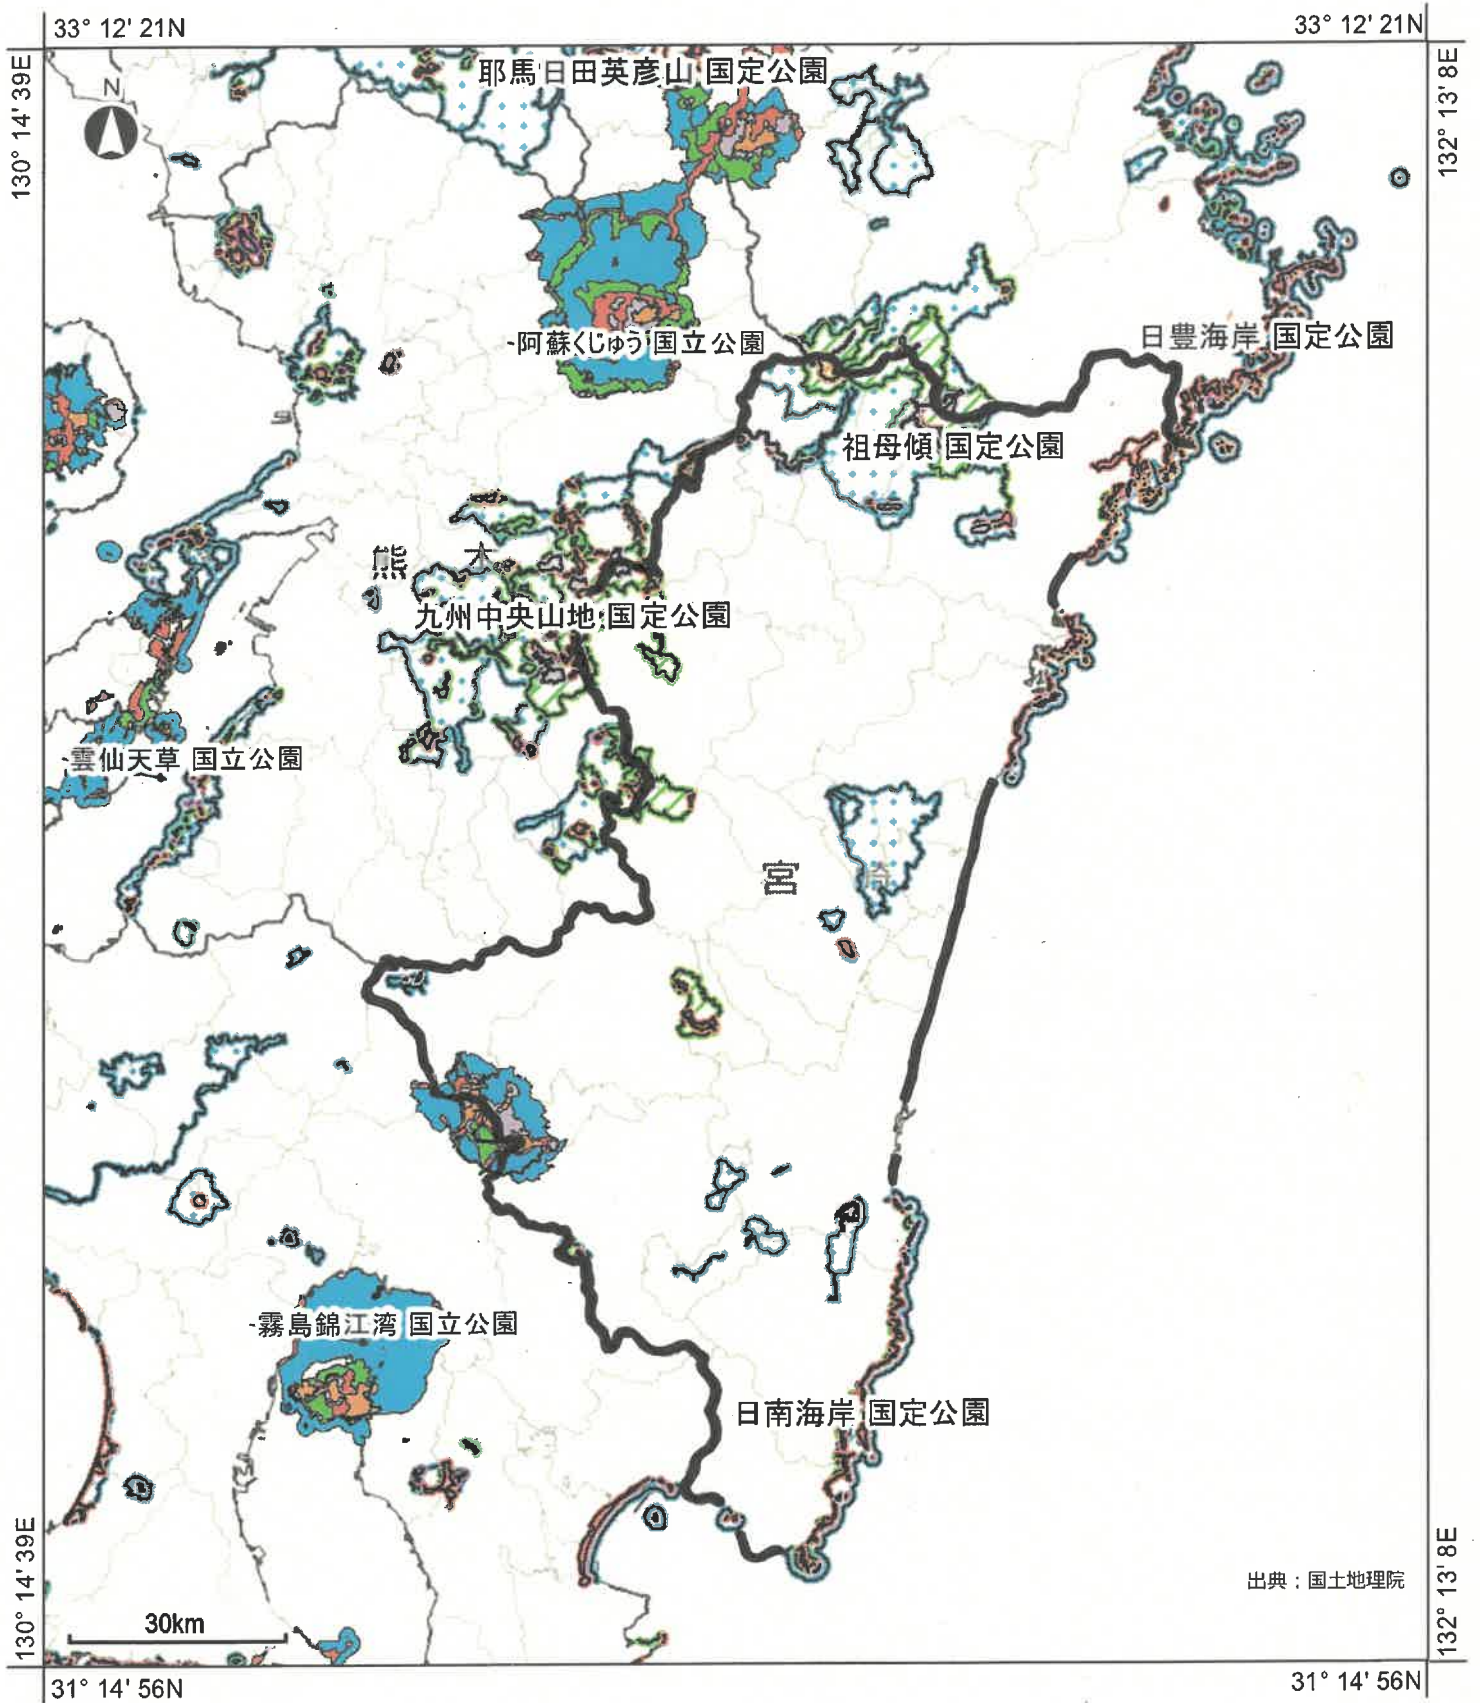 33° 12' 21N
33° 12' 21N
130° 14' 39E
132° 13' 8E
N
耶馬日田英彦山 国定公園
阿蘇くじゅう 国立公園
日豊海岸 国定公園
祖母傾 国定公園
熊 本
九州中央山地 国定公園
雲仙天草 国立公園
宮 崎
霧島錦江湾 国立公園
日南海岸 国定公園
出典：国土地理院
30km
130° 14' 39E
132° 13' 8E
31° 14' 56N
31° 14' 56N